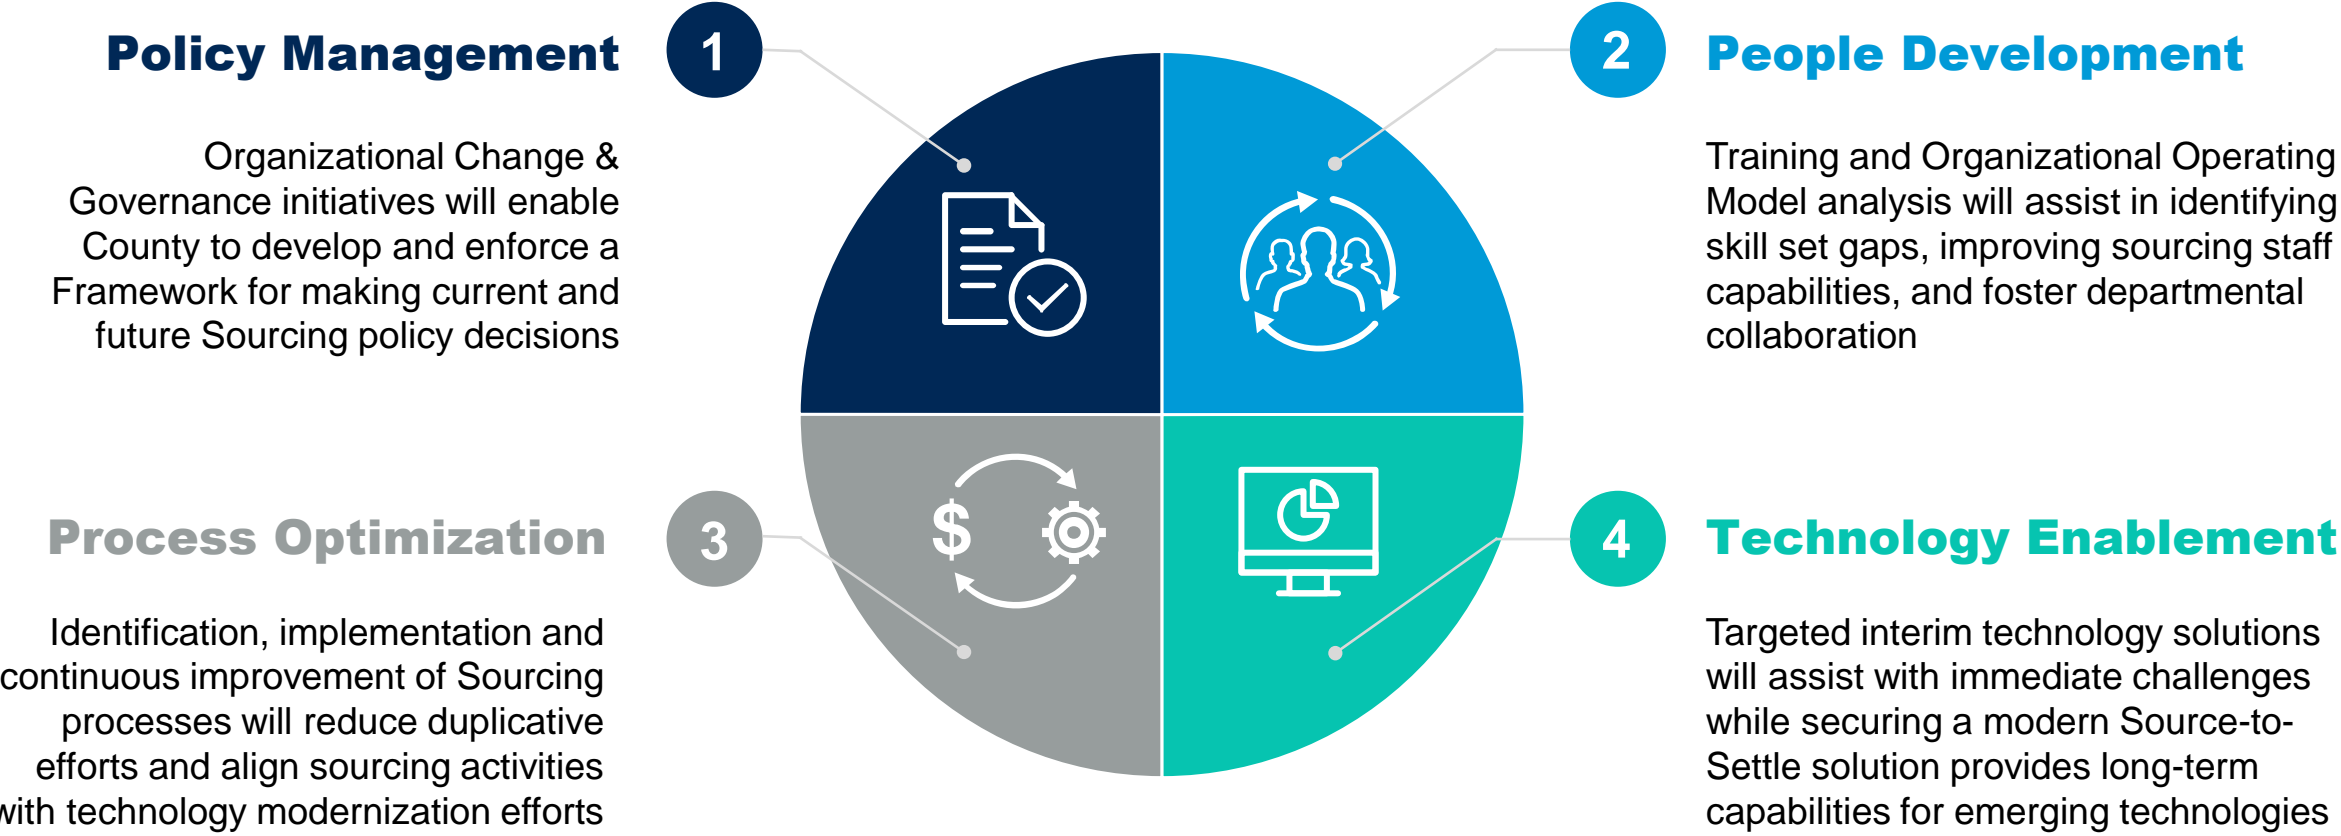 1
Policy Management
Organizational Change &
Governance initiatives will enable
County to develop and enforce a
Framework for making current and
future Sourcing policy decisions
2
People Development
Training and Organizational Operating
Model analysis will assist in identifying
skill set gaps, improving sourcing staff
capabilities, and foster departmental
collaboration
3
Process Optimization
Identification, implementation and
continuous improvement of Sourcing
processes will reduce duplicative
efforts and align sourcing activities
with technology modernization efforts
$
4
Technology Enablement
Targeted interim technology solutions
will assist with immediate challenges
while securing a modern Source-to-
Settle solution provides long-term
capabilities for emerging technologies